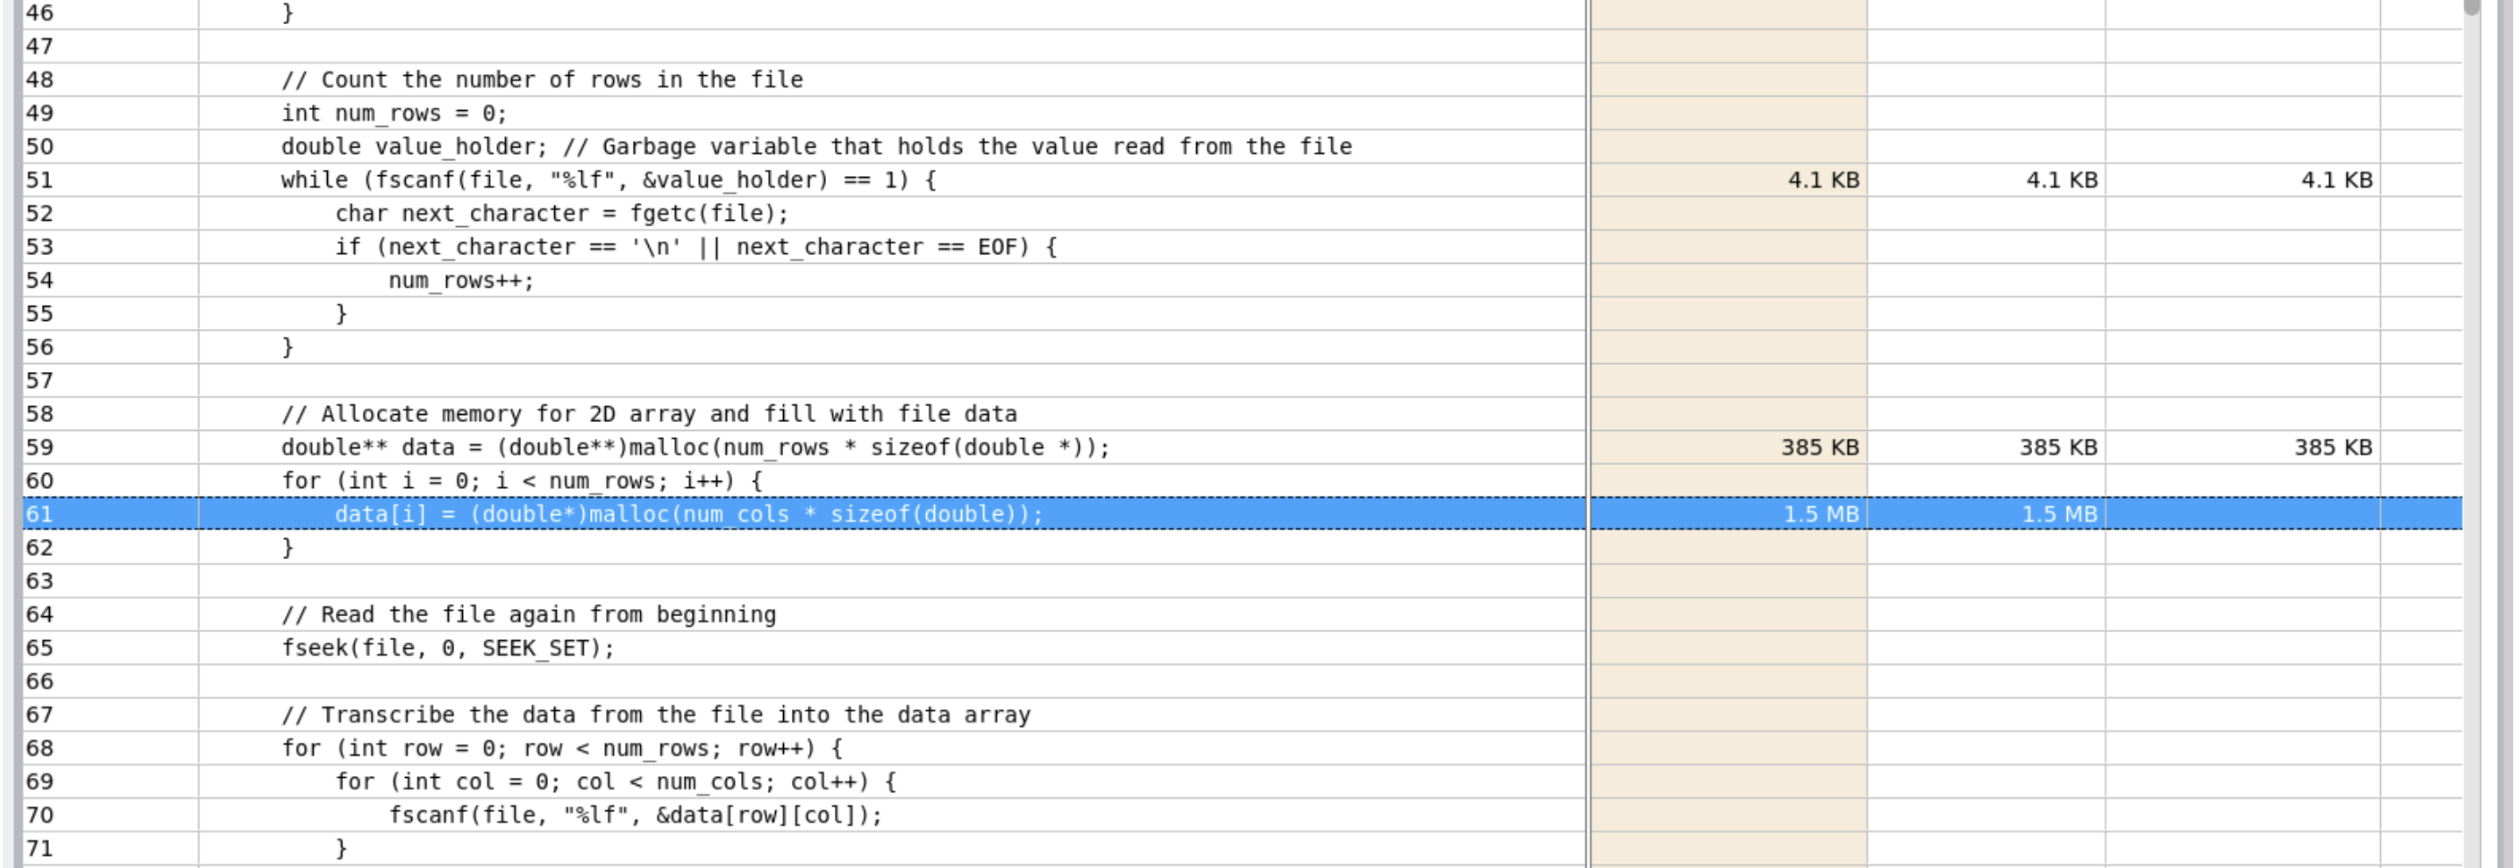 46 }
47
48 // Count the number of rows in the file
49 int num_rows = 0;
50 double value_holder; // Garbage variable that holds the value read from the file
51 while (fscanf(file, "%lf", &value_holder) == 1) { 4.1 KB 4.1 KB 4.1 KB
52 char next_character = fgetc(file);
53 if (next_character == '\n' || next_character == EOF) {
54 num_rows++;
55 }
56 }
57
58 // Allocate memory for 2D array and fill with file data
59 double** data = (double**)malloc(num_rows * sizeof(double *)); 385 KB 385 KB 385 KB
60 for (int i = 0; i < num_rows; i++) {
61 data[i] = (double*)malloc(num_cols * sizeof(double)); 1.5 MB 1.5 MB
62 }
63
64 // Read the file again from beginning
65 fseek(file, 0, SEEK_SET);
66
67 // Transcribe the data from the file into the data array
68 for (int row = 0; row < num_rows; row++) {
69 for (int col = 0; col < num_cols; col++) {
70 fscanf(file, "%lf", &data[row][col]);
71 }